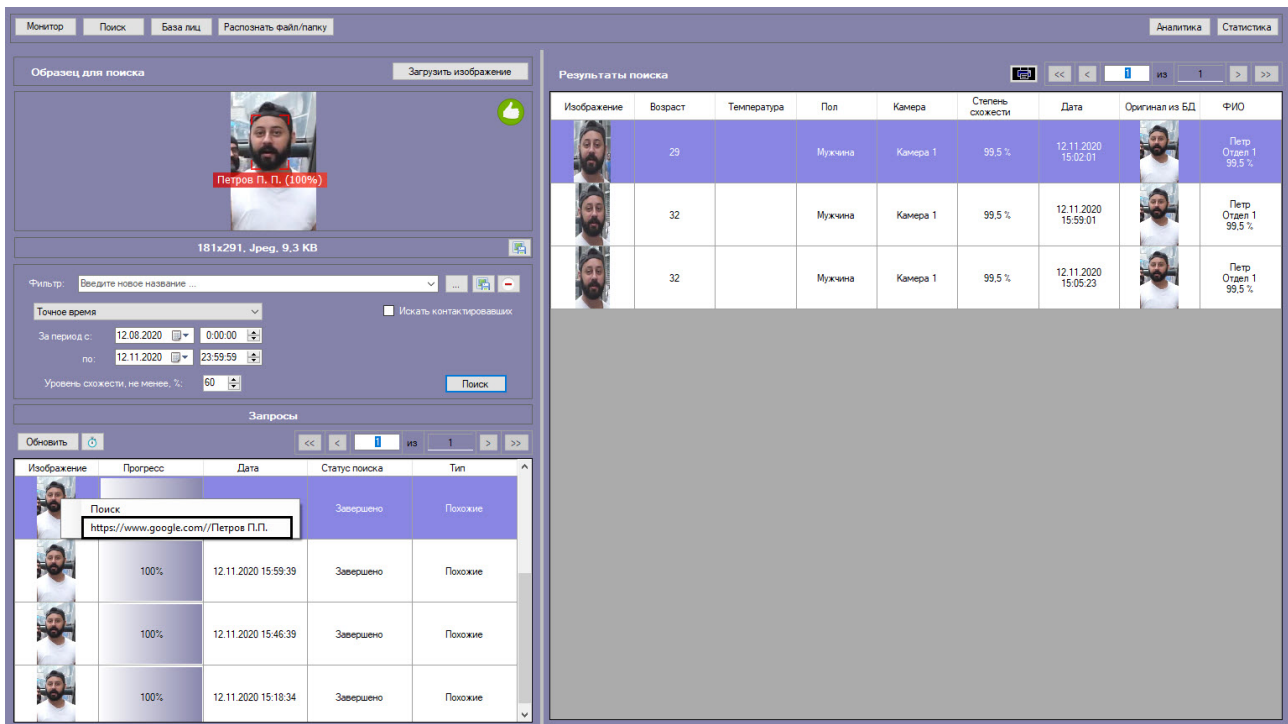 Монитор Поиск База лиц Распознать файл/папку Аналитика Статистика
Образец для поиска Загрузить изображение
Петров П. П. (100%)
181x291, Jpeg, 9,3 KB
Фильтр: Введите новое название ... ...
Точное время Искать контактировавших
За период с: 12.08.2020 0:00:00
по: 12.11.2020 23:59:59
Уровень схожести, не менее, %: 60 Поиск
Запросы
Обновить << < 1 из 1 > >>
Изображение Прогресс Дата Статус поиска Тип
Завершено Похожие
Поиск
https://www.google.com//Петров П.П.
100% 12.11.2020 15:59:39 Завершено Похожие
100% 12.11.2020 15:46:39 Завершено Похожие
100% 12.11.2020 15:18:34 Завершено Похожие
Результаты поиска << < 1 из 1 > >>
Изображение Возраст Температура Пол Камера Степень схожести Дата Оригинал из БД ФИО
29 Мужчина Камера 1 99,5 % 12.11.2020 15:02:01 Петр Отдел 1 99,5 %
32 Мужчина Камера 1 99,5 % 12.11.2020 15:59:01 Петр Отдел 1 99,5 %
32 Мужчина Камера 1 99,5 % 12.11.2020 15:05:23 Петр Отдел 1 99,5 %